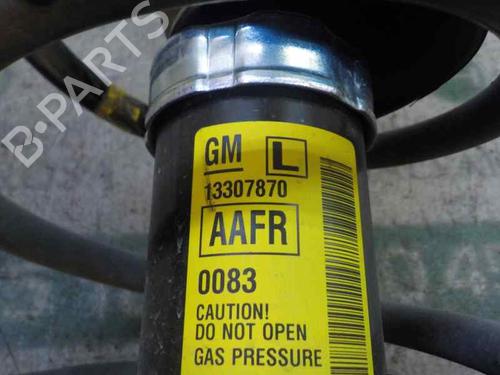 B-PARTS
GM L
13307870
AAFR
0083
CAUTION!
DO NOT OPEN
GAS PRESSURE